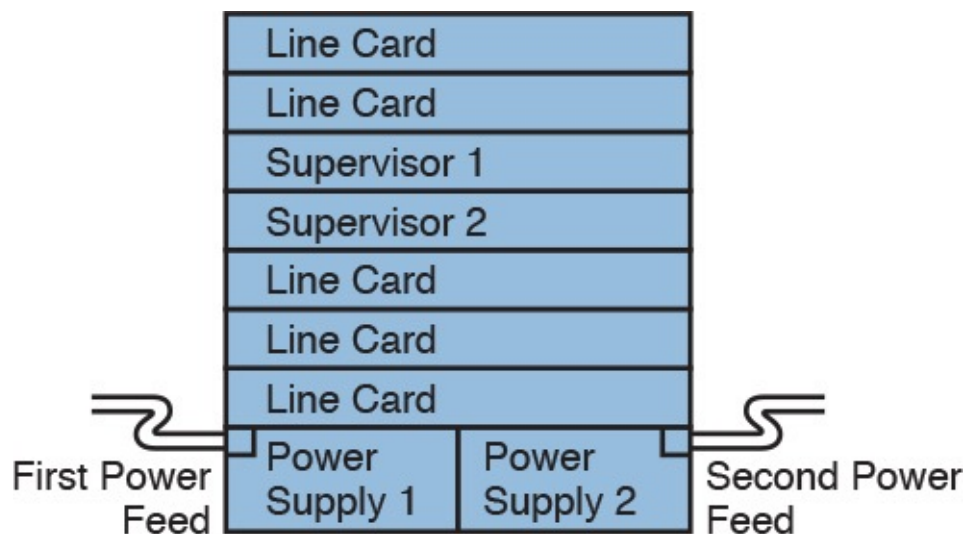 Line Card
Line Card
Supervisor 1
Supervisor 2
Line Card
Line Card
Line Card
First Power
Feed
Power
Supply 1
Power
Supply 2
Second Power
Feed